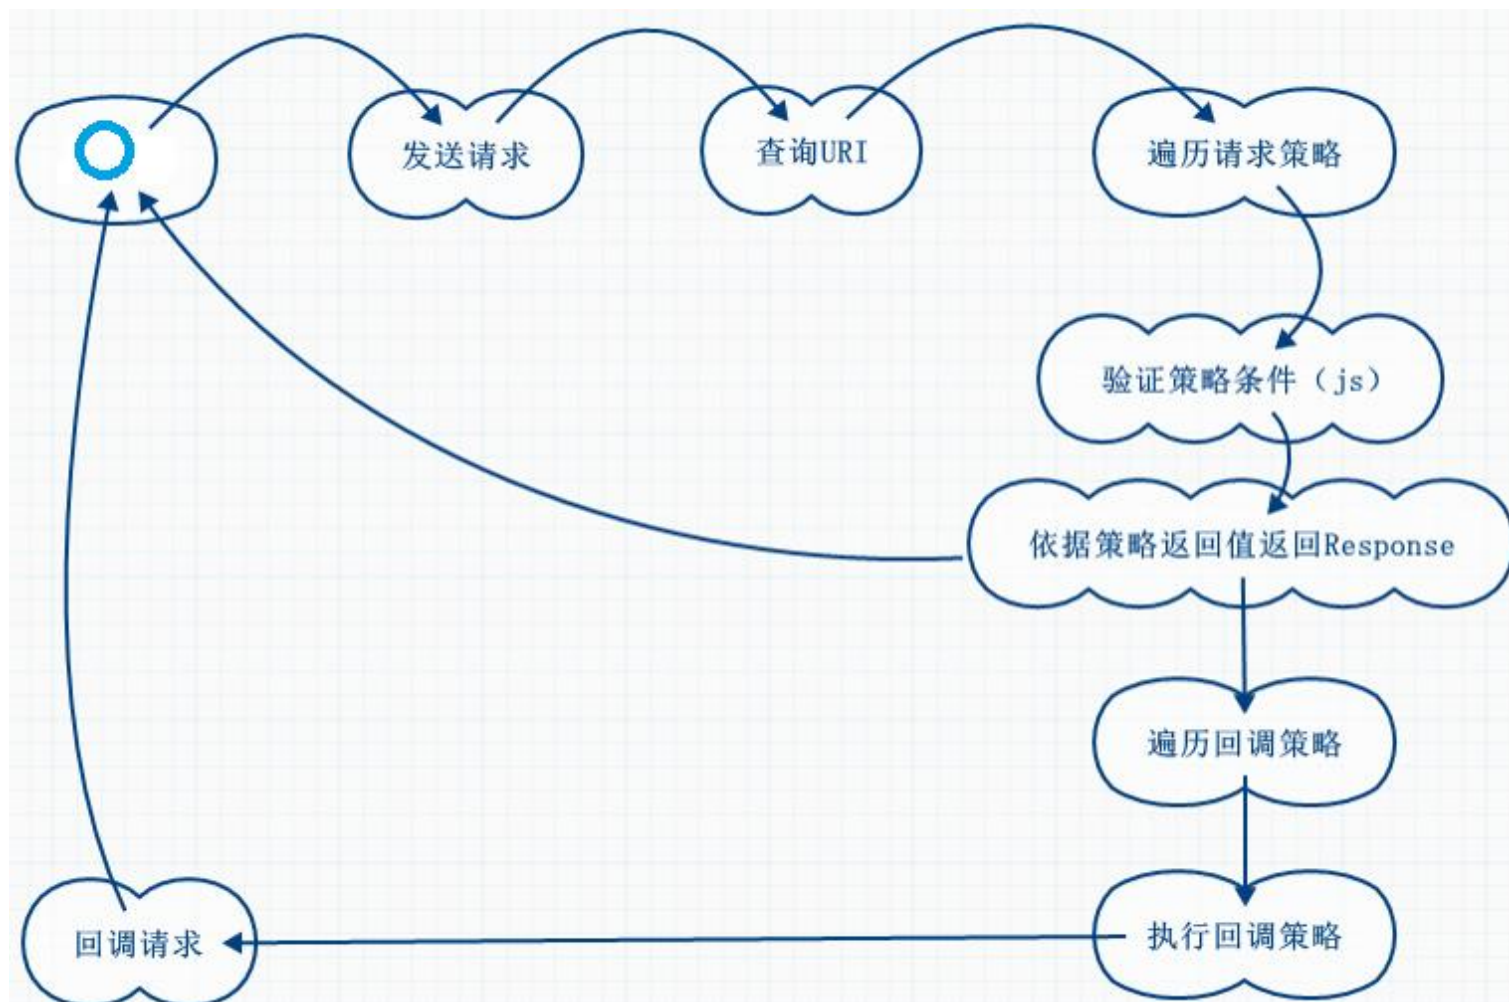 发送请求
查询URI
遍历请求策略
验证策略条件（js）
依据策略返回值返回Response
遍历回调策略
执行回调策略
回调请求